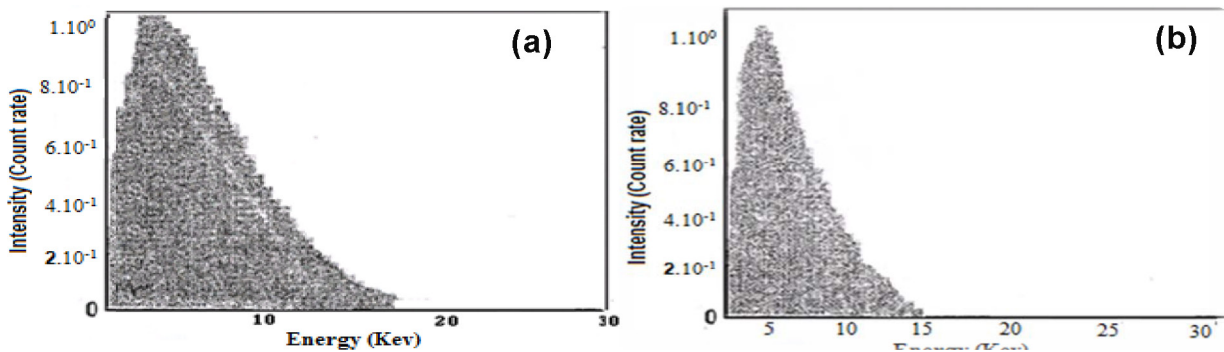 (a)
Intensity (Count rate)
1.10⁰
8.10⁻¹
6.10⁻¹
4.10⁻¹
2.10⁻¹
0
10 20 30
Energy (Kev)
(b)
Intensity (Count rate)
1.10⁰
8.10⁻¹
6.10⁻¹
4.10⁻¹
2.10⁻¹
0
5 10 15 20 25 30
Energy (Kev)